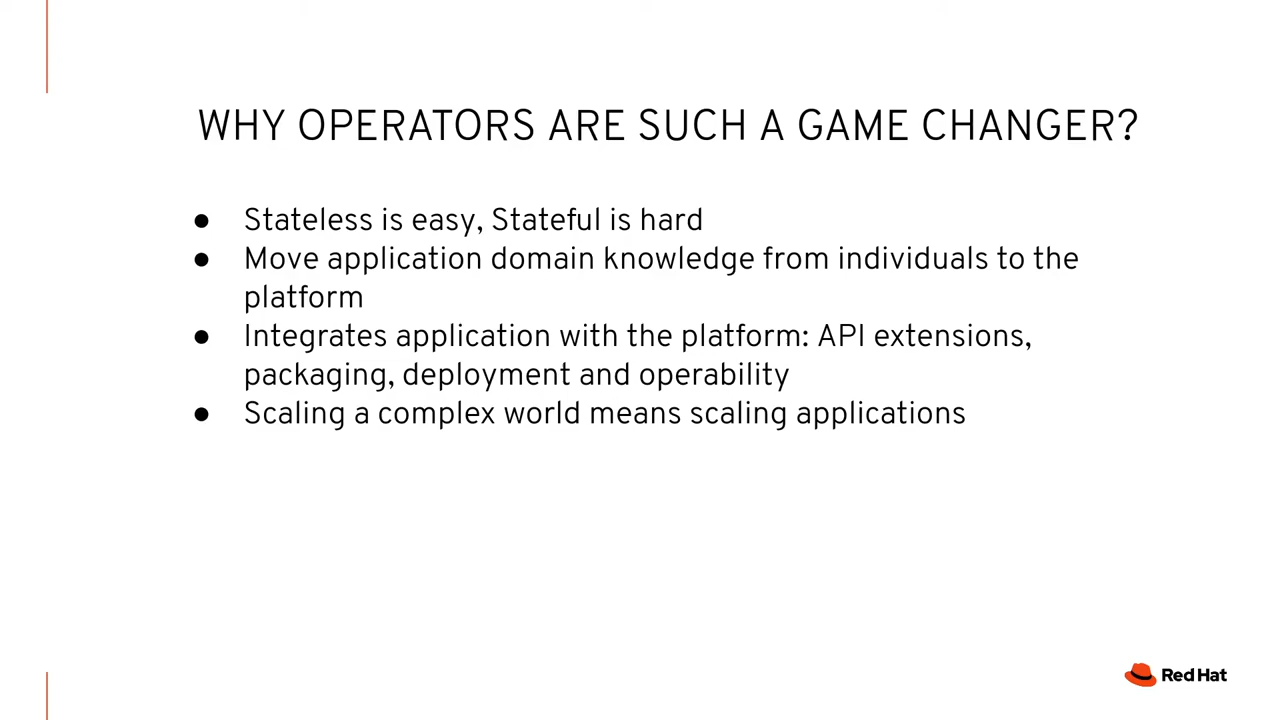 WHY OPERATORS ARE SUCH A GAME CHANGER?
● Stateless is easy, Stateful is hard
● Move application domain knowledge from individuals to the
platform
● Integrates application with the platform: API extensions,
packaging, deployment and operability
● Scaling a complex world means scaling applications
Red Hat